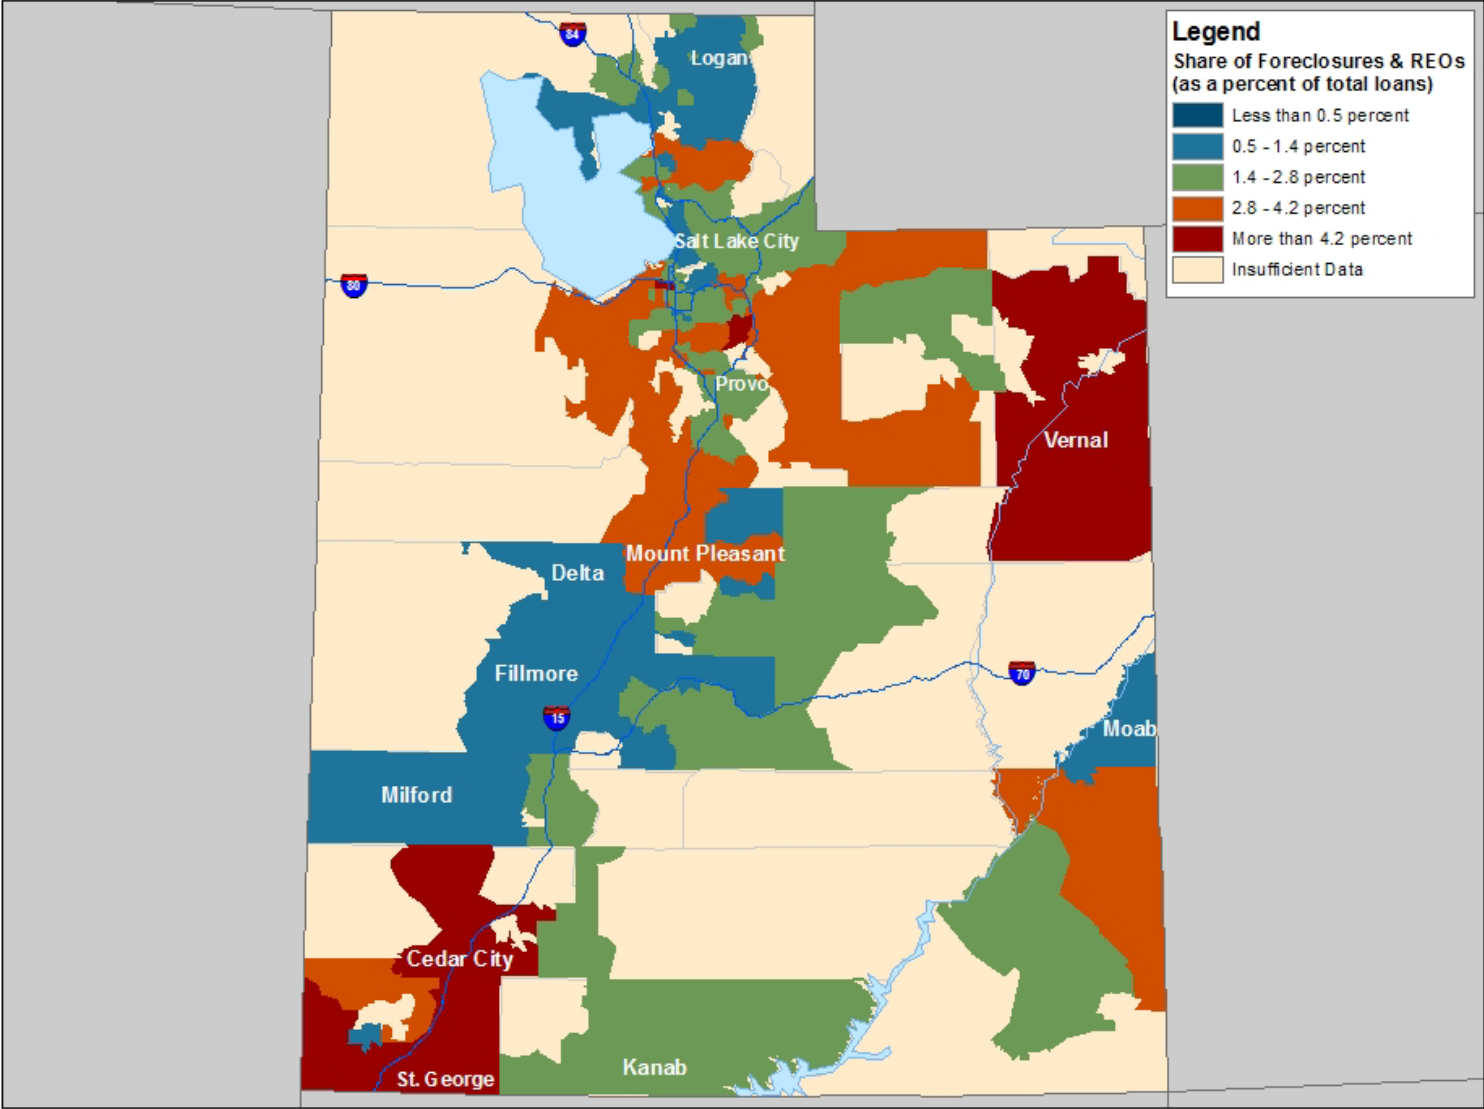 Legend
Share of Foreclosures & REOs
(as a percent of total loans)
Less than 0.5 percent
0.5 - 1.4 percent
1.4 - 2.8 percent
2.8 - 4.2 percent
More than 4.2 percent
Insufficient Data
84
Logan
Salt Lake City
80
Provo
Vernal
Mount Pleasant
Delta
Fillmore
70
15
Moab
Milford
Cedar City
Kanab
St. George